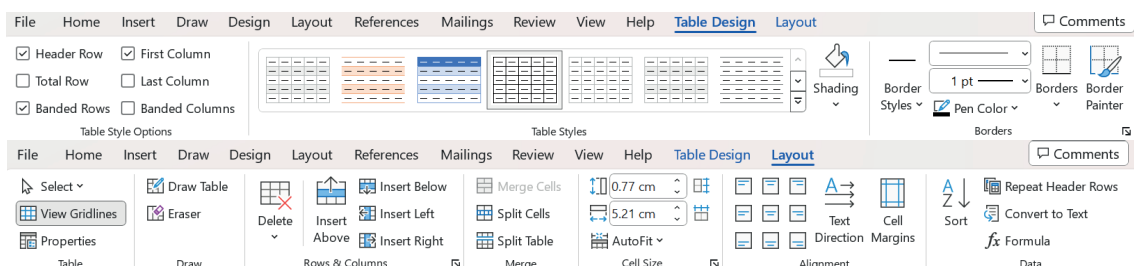 File Home Insert Draw Design Layout References Mailings Review View Help Table Design Layout Comments
Header Row First Column
Total Row Last Column
Banded Rows Banded Columns
Table Style Options
Table Styles
Shading
Border Styles
1 pt
Pen Color
Borders
Border Painter
Borders
File Home Insert Draw Design Layout References Mailings Review View Help Table Design Layout Comments
Select
View Gridlines
Properties
Table
Draw Table
Eraser
Draw
Delete
Insert Above
Insert Below
Insert Left
Insert Right
Rows & Columns
Merge Cells
Split Cells
Split Table
Merge
0.77 cm
5.21 cm
AutoFit
Cell Size
Text Direction
Cell Margins
Alignment
A Z
Sort
Repeat Header Rows
Convert to Text
fx Formula
Data